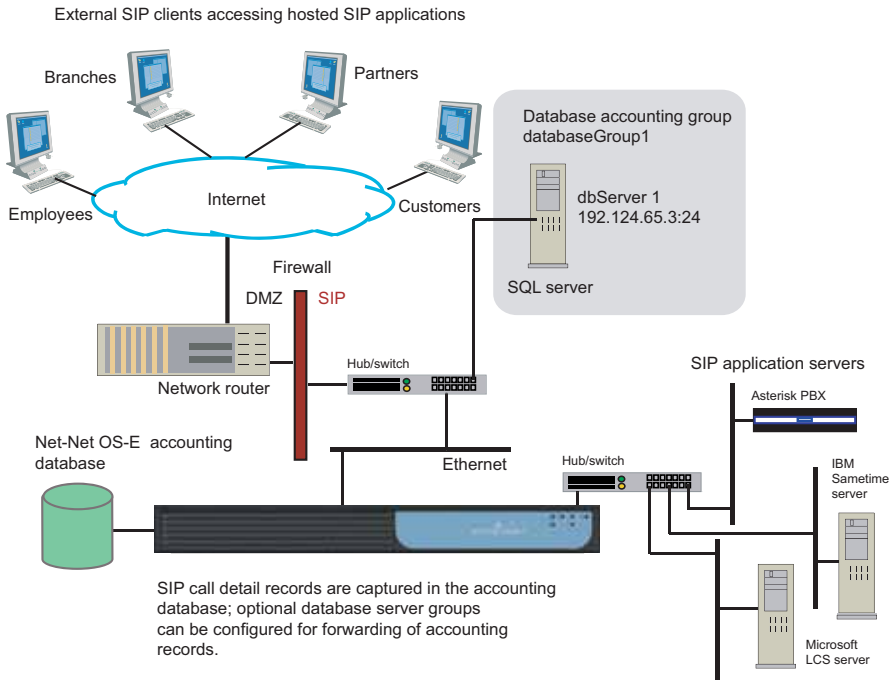 External SIP clients accessing hosted SIP applications
Branches
Partners
Employees
Internet
Customers
Database accounting group
databaseGroup1
dbServer 1
192.124.65.3:24
SQL server
Firewall
DMZ
SIP
Network router
Hub/switch
SIP application servers
Asterisk PBX
Net-Net OS-E accounting
database
Ethernet
Hub/switch
IBM
Sametime
server
SIP call detail records are captured in the accounting
database; optional database server groups
can be configured for forwarding of accounting
records.
Microsoft
LCS server